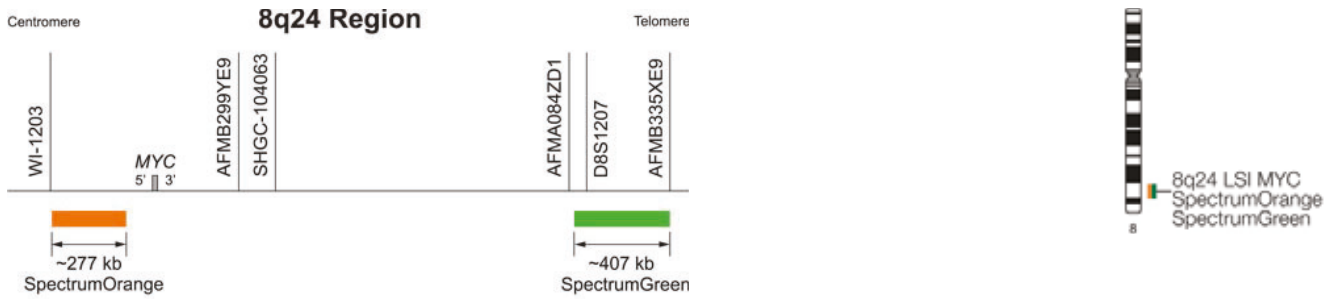 Centromere
8q24 Region
Telomere
WI-1203
MYC
5' 3'
AFMB299YE9
SHGC-104063
AFMA084ZD1
D8S1207
AFMB335XE9
~277 kb
SpectrumOrange
~407 kb
SpectrumGreen
8q24 LSI MYC
SpectrumOrange
SpectrumGreen
8